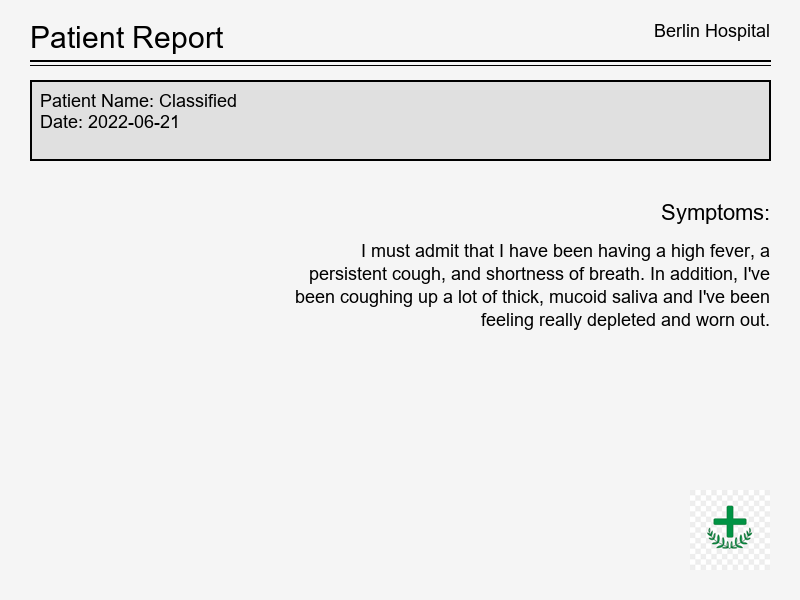 Patient Report
Berlin Hospital
Patient Name: Classified
Date: 2022-06-21
Symptoms:
I must admit that I have been having a high fever, a
persistent cough, and shortness of breath. In addition, I've
been coughing up a lot of thick, mucoid saliva and I've been
feeling really depleted and worn out.